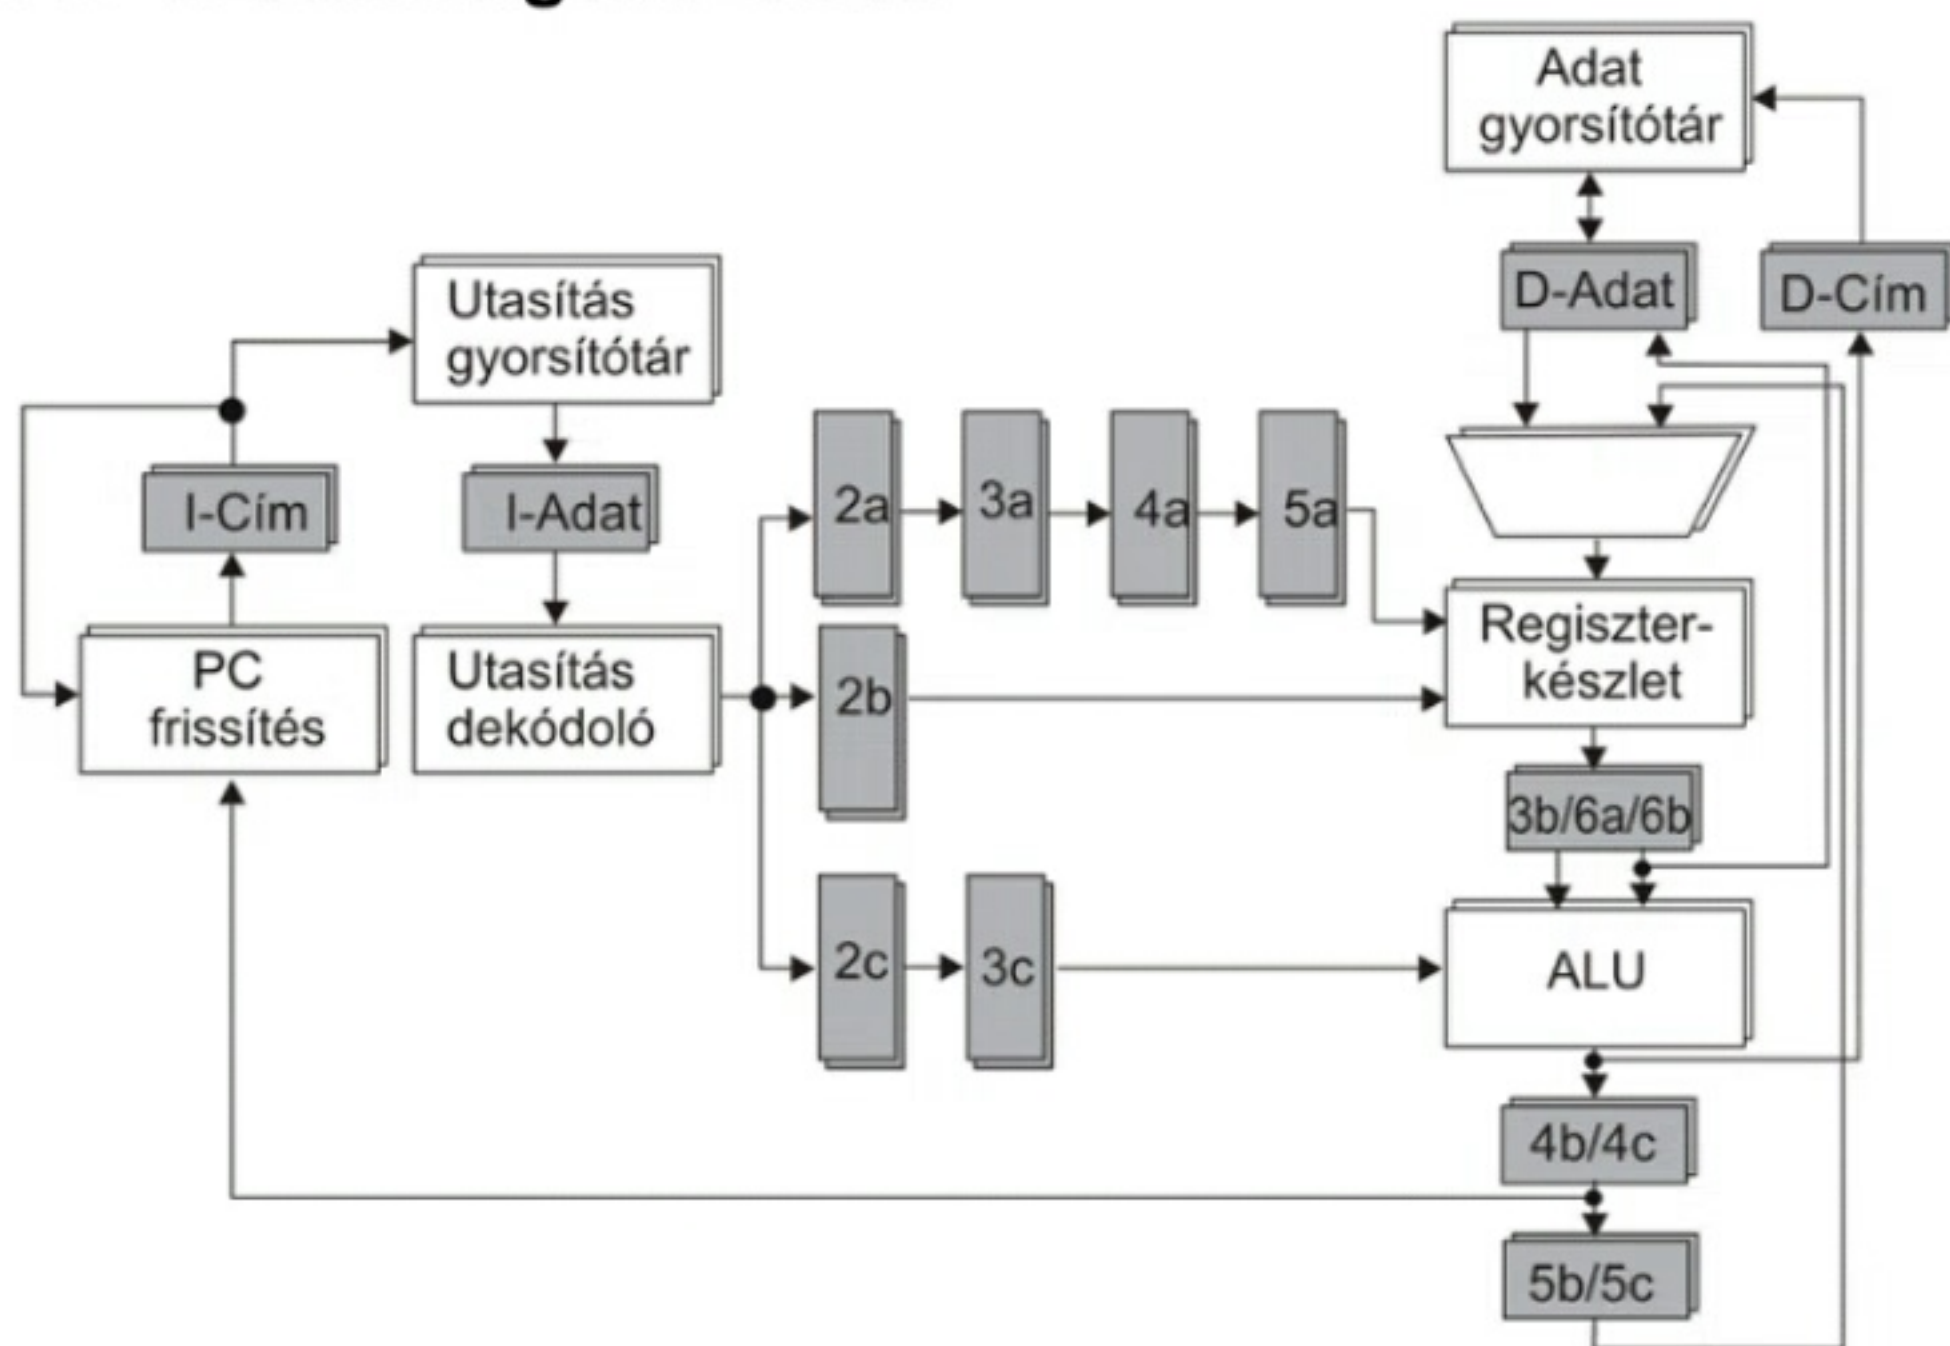 Adat
gyorsítótár
D-Adat
D-Cím
Utasítás
gyorsítótár
I-Cím
I-Adat
2a
3a
4a
5a
PC
frissítés
Utasítás
dekódoló
2b
Regiszter-
készlet
3b/6a/6b
2c
3c
ALU
4b/4c
5b/5c